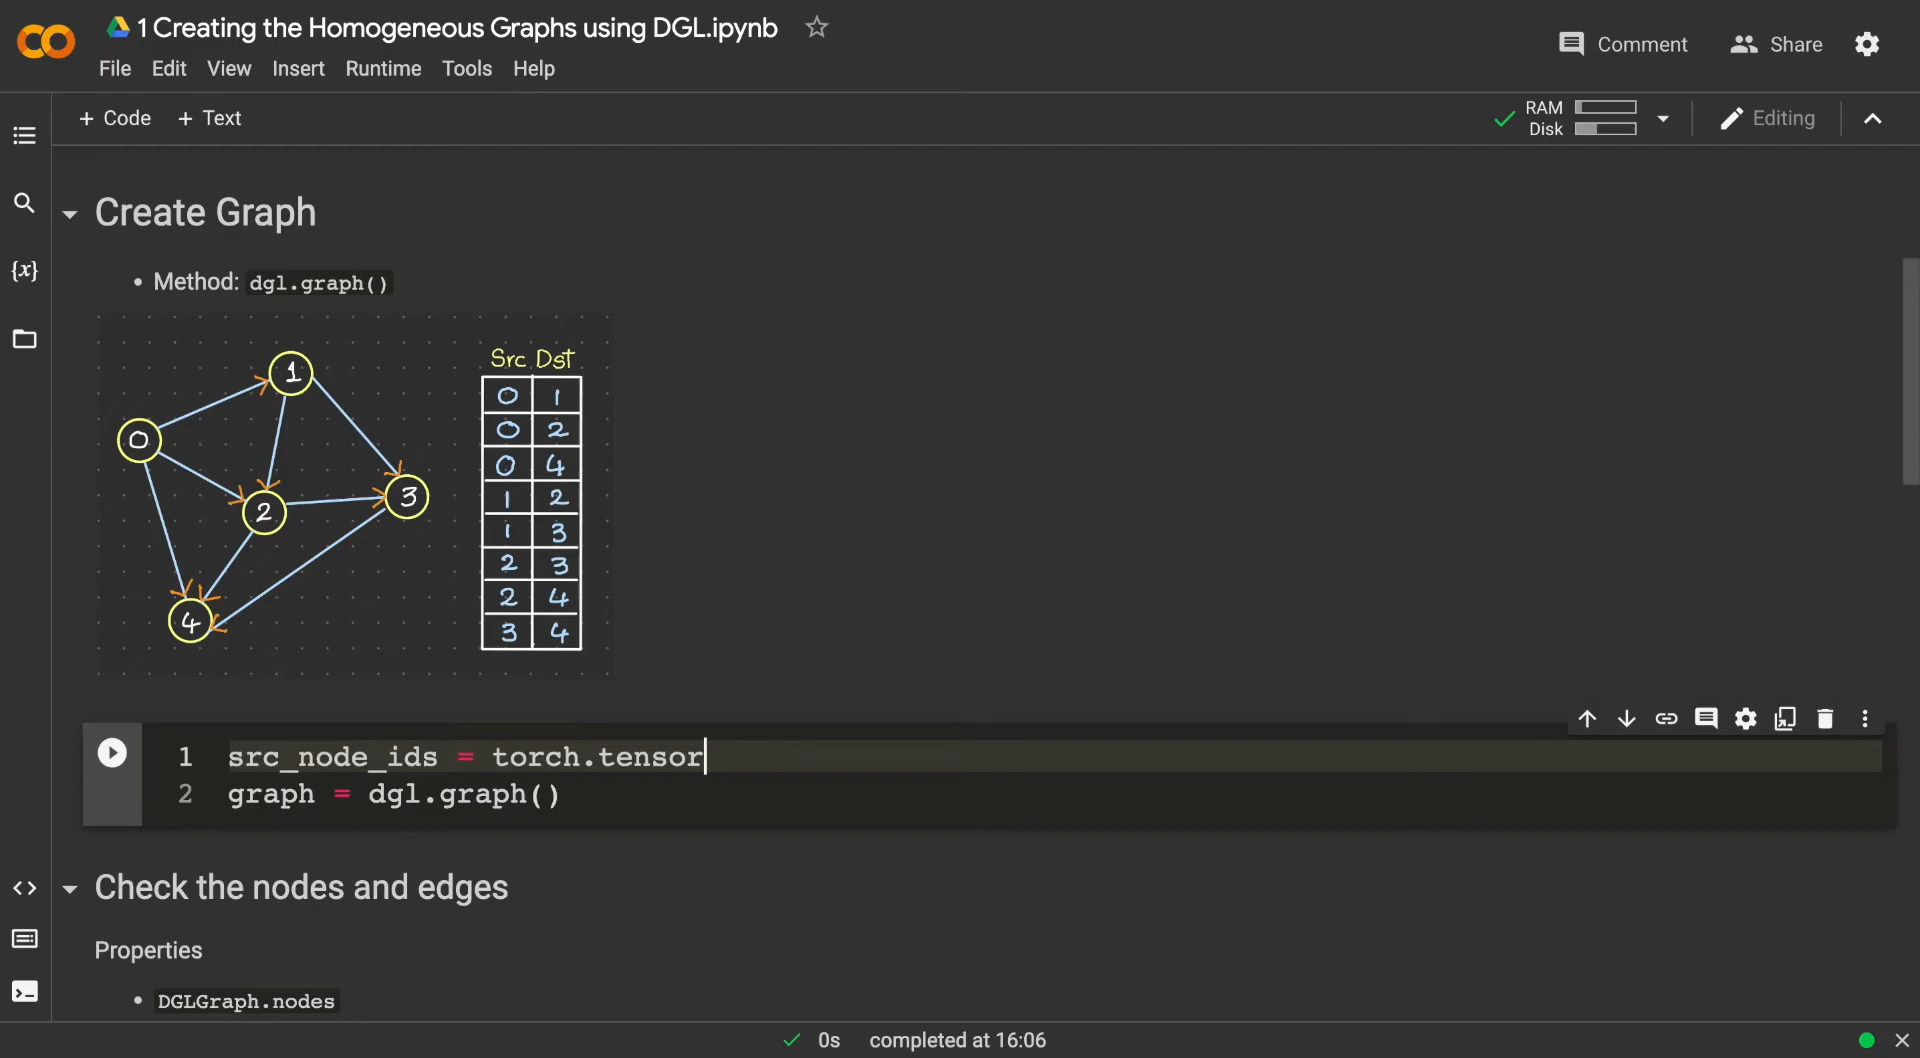 1 Creating the Homogeneous Graphs using DGL.ipynb
Comment
Share
File Edit View Insert Runtime Tools Help
+ Code + Text
RAM
Disk
Editing
Create Graph
{x}
• Method: dgl.graph()
Src Dst
0 1
0 2
0 4
1 2
1 3
2 3
2 4
3 4
1
0
2
3
4
1 src_node_ids = torch.tensor
2 graph = dgl.graph()
Check the nodes and edges
Properties
• DGLGraph.nodes
0s completed at 16:06